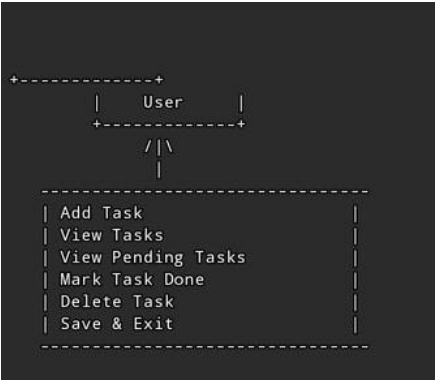 +-------------+
|    User     |
+-------------+
/|\
|
--------------------------------
| Add Task                     |
| View Tasks                   |
| View Pending Tasks           |
| Mark Task Done               |
| Delete Task                  |
| Save & Exit                  |
--------------------------------